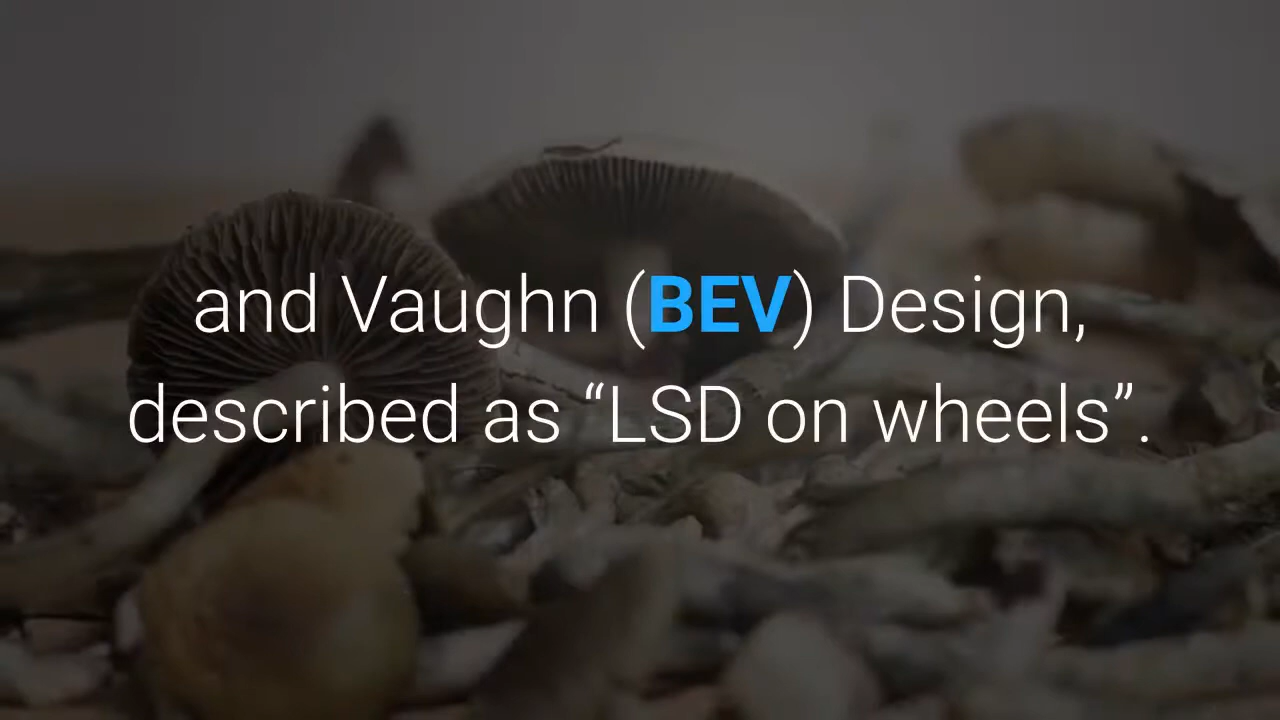 and Vaughn (BEV) Design,
described as “LSD on wheels”.